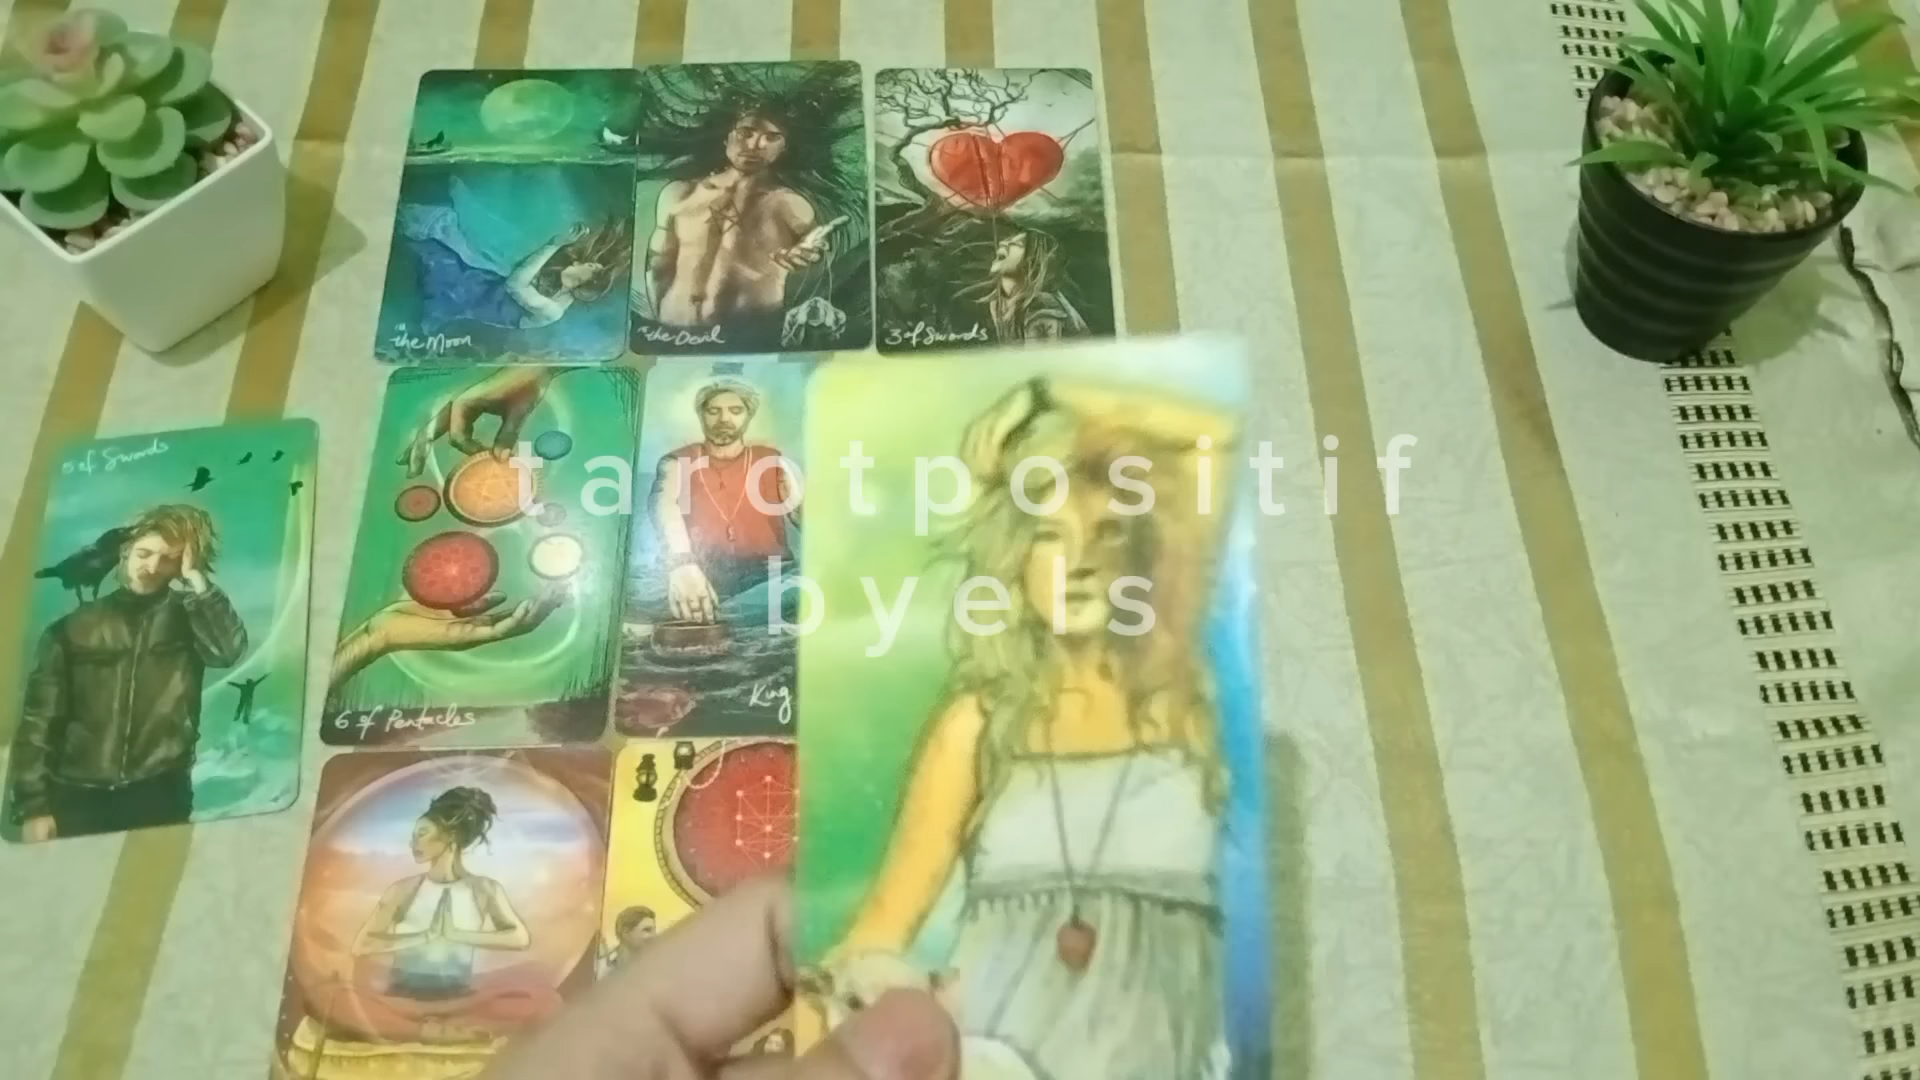 the Moon
the Devil
3 of Swords
5 of Swords
6 of Pentacles
King
tarotpositif
byels